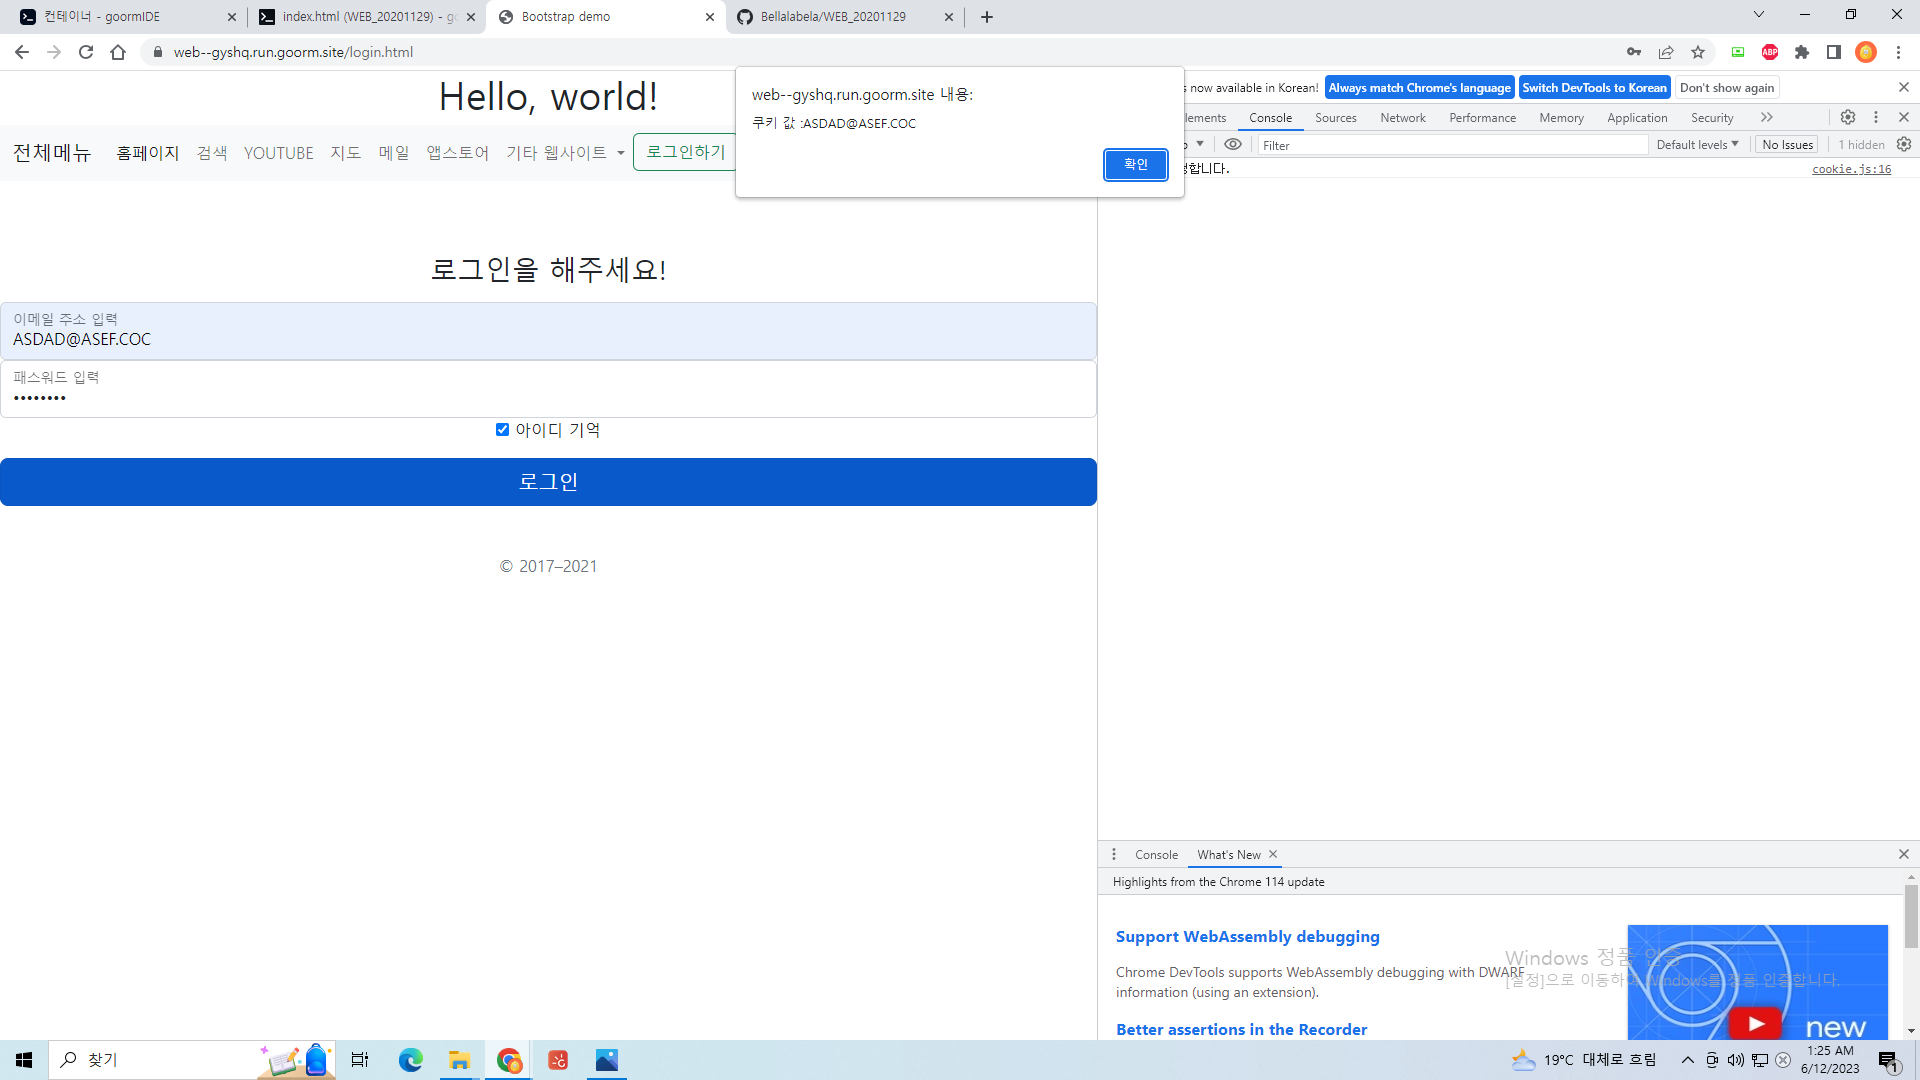 컨테이너 - goormIDE
index.html (WEB_20201129) - go
Bootstrap demo
Bellalabela/WEB_20201129
web--gyshq.run.goorm.site/login.html
ABP
Hello, world!
전체메뉴 홈페이지 검색 YOUTUBE 지도 메일 앱스토어 기타 웹사이트 로그인하기
web--gyshq.run.goorm.site 내용:
쿠키 값 :ASDAD@ASEF.COC
확인
s now available in Korean! Always match Chrome's language Switch DevTools to Korean Don't show again
lements Console Sources Network Performance Memory Application Security
Filter Default levels No Issues 1 hidden
합니다. cookie.js:16
로그인을 해주세요!
이메일 주소 입력
ASDAD@ASEF.COC
패스워드 입력
••••••••
아이디 기억
로그인
© 2017–2021
Console What's New
Highlights from the Chrome 114 update
Support WebAssembly debugging
Chrome DevTools supports WebAssembly debugging with DWARF
information (using an extension).
Better assertions in the Recorder
new
Windows 정품 인증
[설정]으로 이동하여 Windows를 정품 인증합니다.
찾기
19°C 대체로 흐림
1:25 AM
6/12/2023
1